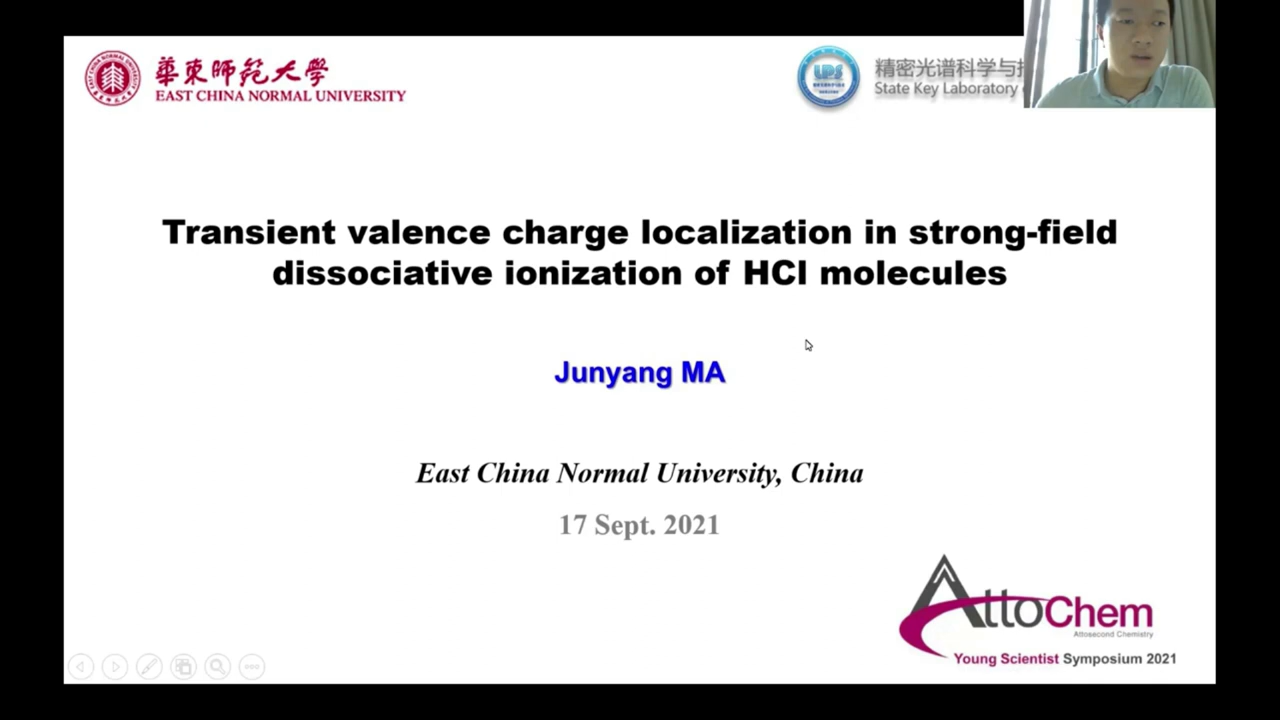 華東師範大學
EAST CHINA NORMAL UNIVERSITY
精密光谱科学与
State Key Laboratory
Transient valence charge localization in strong-field
dissociative ionization of HCl molecules
Junyang MA
East China Normal University, China
17 Sept. 2021
AttoChem
Attosecond Chemistry
Young Scientist Symposium 2021